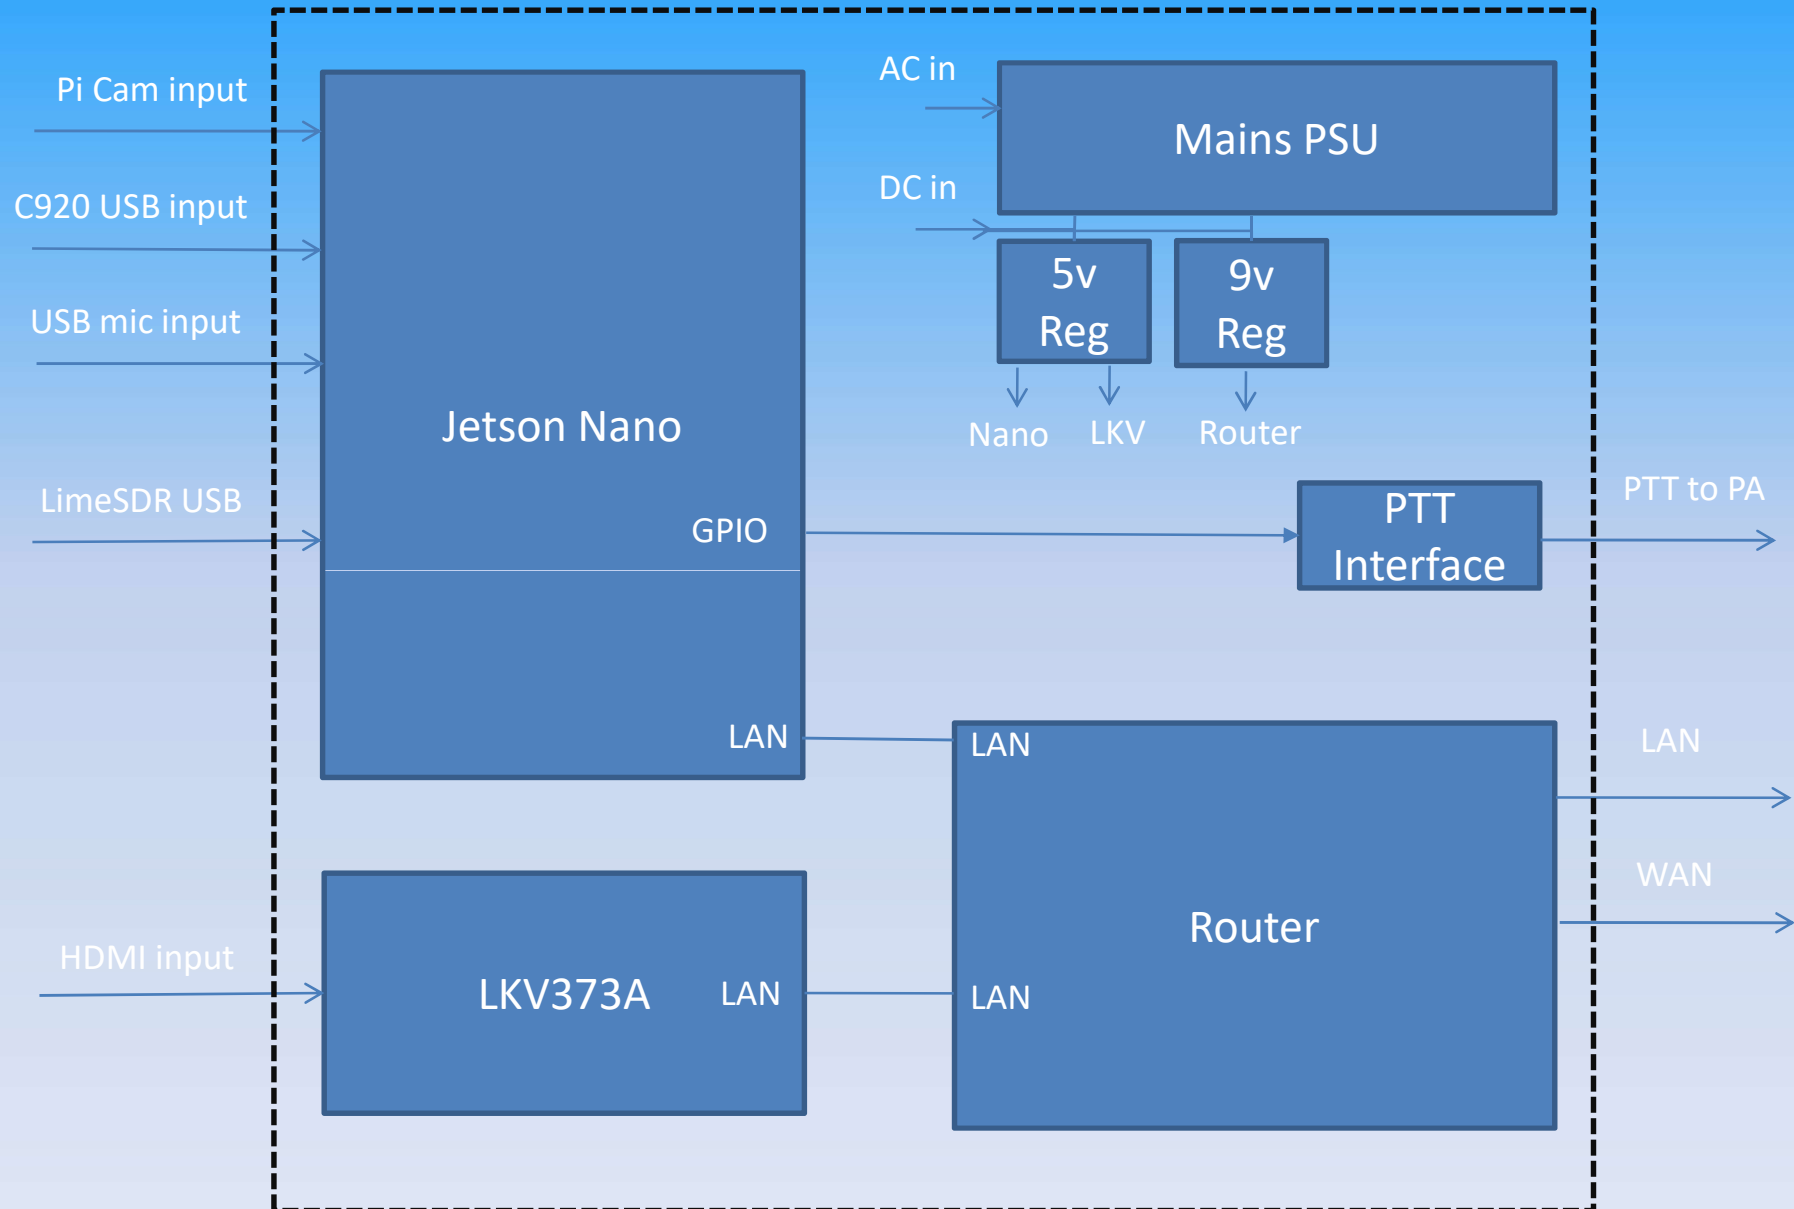 Pi Cam input
C920 USB input
USB mic input
LimeSDR USB
HDMI input
Jetson Nano
GPIO
LAN
LKV373A
LAN
AC in
DC in
Mains PSU
5v
Reg
9v
Reg
Nano
LKV
Router
PTT
Interface
PTT to PA
LAN
LAN
Router
LAN
WAN